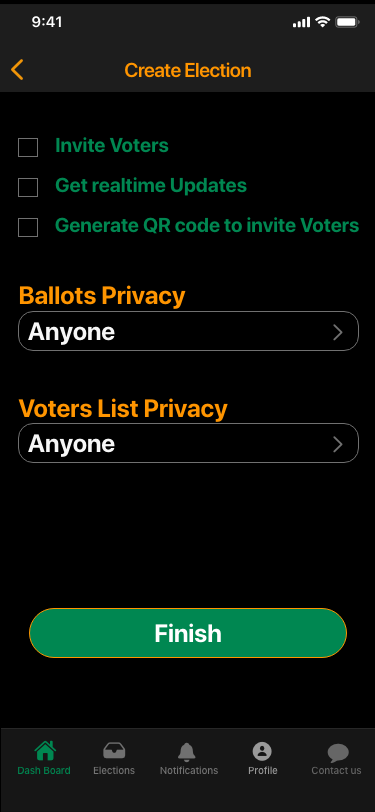 9:41
Create Election
Invite Voters
Get realtime Updates
Generate QR code to invite Voters
Ballots Privacy
Anyone
Voters List Privacy
Anyone
Finish
Dash Board Elections Notifications Profile Contact us